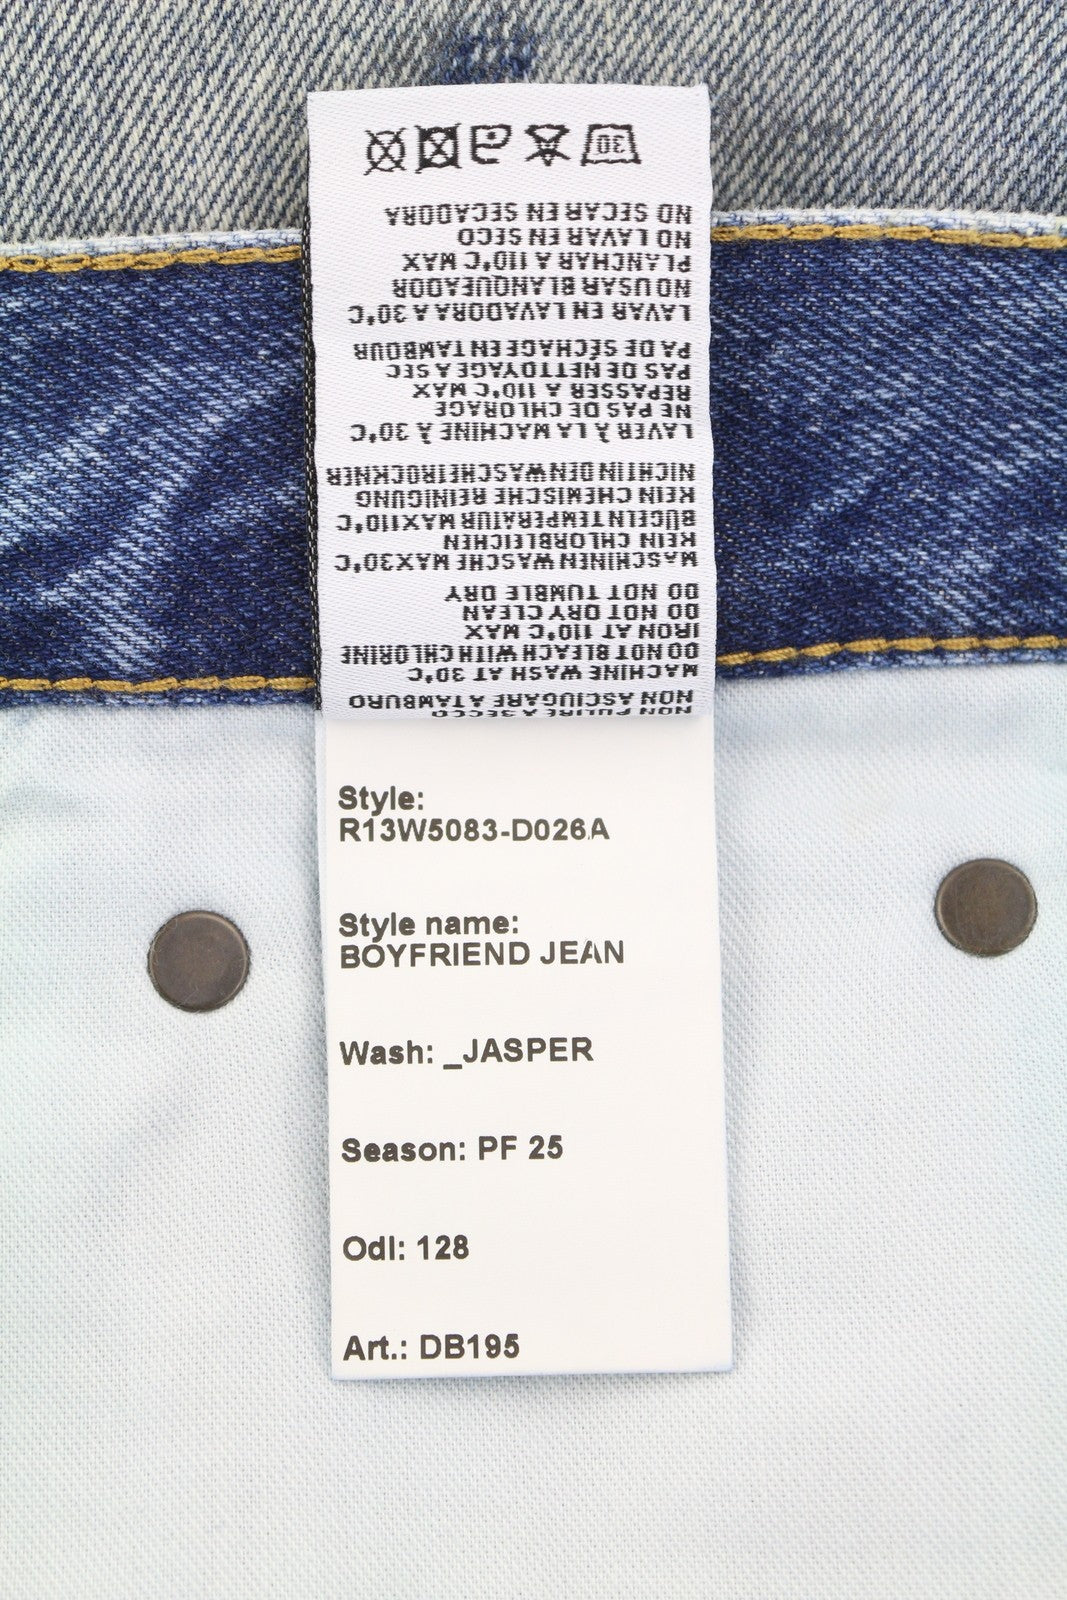 NON PULIRE A SECCO
NON ASCIUGARE A TAMBURO
MACHINE WASH AT 30°C
DO NOT BLEACH WITH CHLORINE
IRON AT 110°C MAX
DO NOT DRY CLEAN
DO NOT TUMBLE DRY
MASCHINEN WASCHE MAX30°C
KEIN CHLORBLEICHEN
BÜGELN TEMPERATUR MAX110°C
KEIN CHEMISCHE REINIGUNG
NICHT IN DEN WASCHETROCKNER
LAVER À LA MACHINE À 30°C
NE PAS DE CHLORAGE
REPASSER A 110°C MAX
PAS DE NETTOYAGE A SEC
PA DE SÉCHAGE EN TAMBOUR
LAVAR EN LAVADORA A 30°C
NO USAR BLANQUEADOR
PLANCHAR A 110°C MAX
NO LAVAR EN SECO
NO SECAR EN SECADORA
30
Style:
R13W5083-D026A
Style name:
BOYFRIEND JEAN
Wash: _JASPER
Season: PF 25
Odl: 128
Art.: DB195